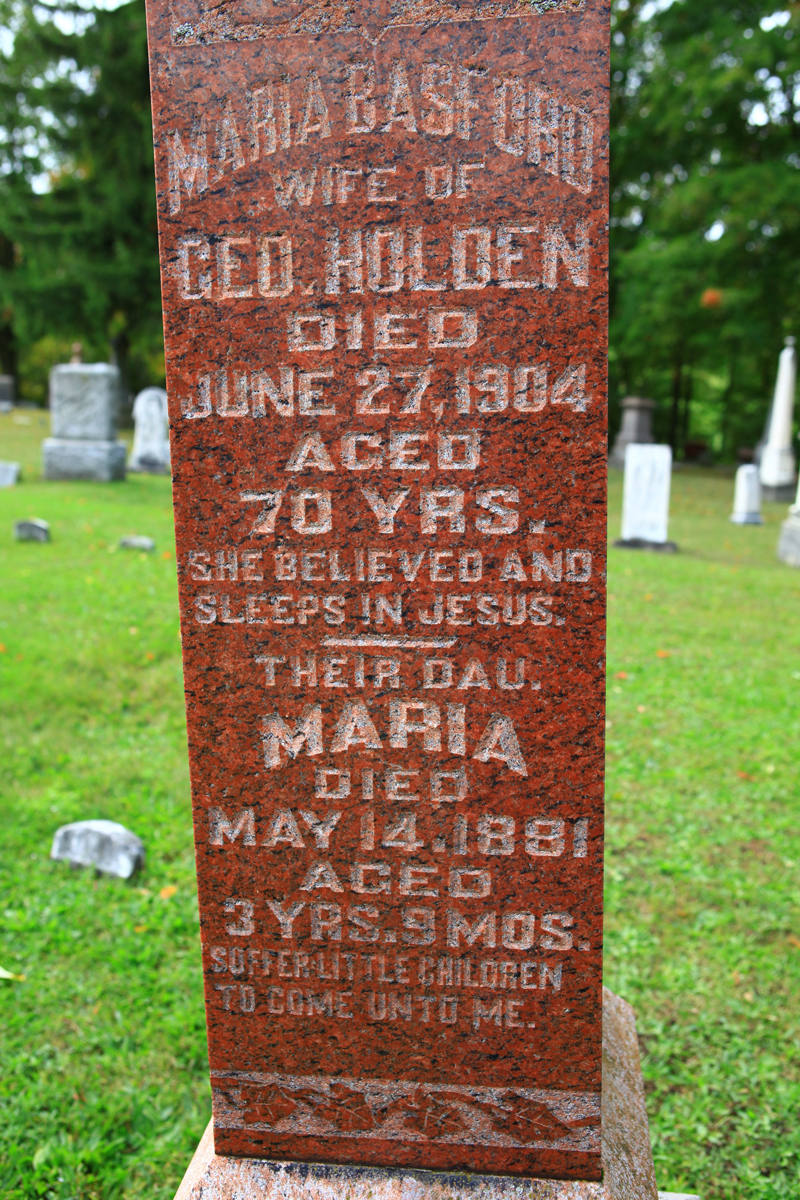 MARIA BASFORD
WIFE OF
GEO. HOLDEN
DIED
JUNE 27, 1904
AGED
70 YRS.
SHE BELIEVED AND
SLEEPS IN JESUS.
THEIR DAU.
MARIA
DIED
MAY 14. 1881
AGED
3 YRS. 9 MOS.
SUFFER LITTLE CHILDREN
TO COME UNTO ME.